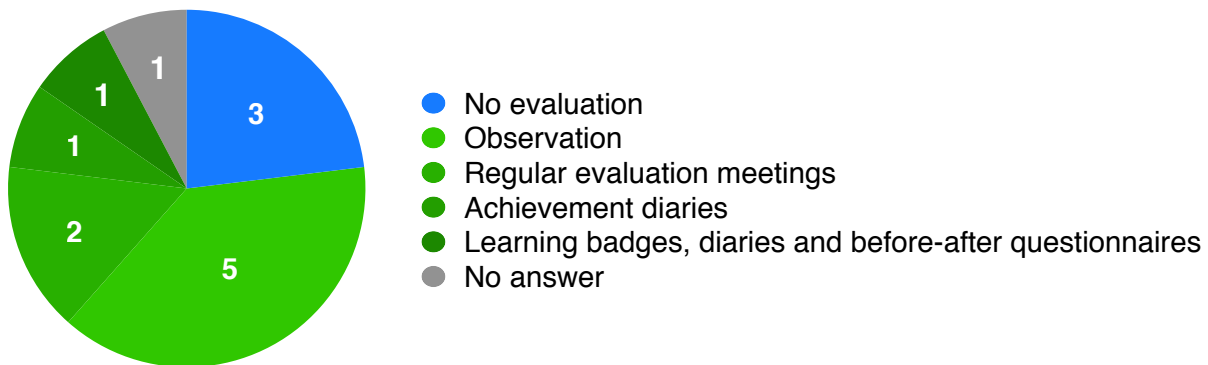 1
1
3
1
2
5
No evaluation
Observation
Regular evaluation meetings
Achievement diaries
Learning badges, diaries and before-after questionnaires
No answer